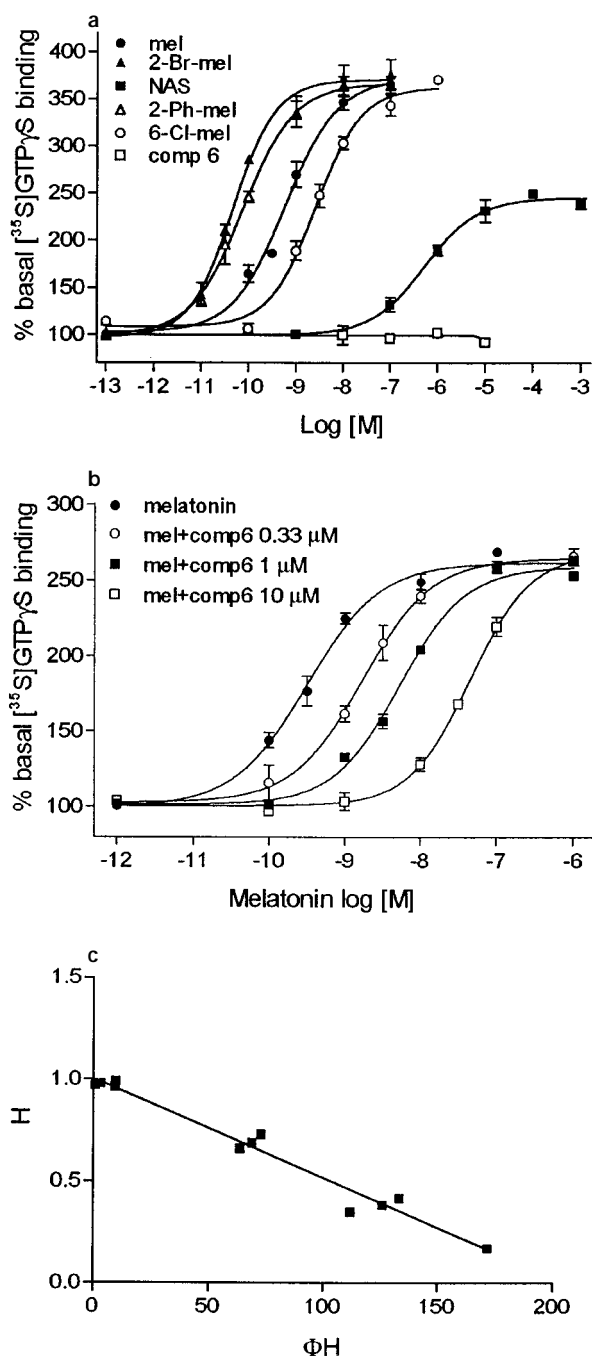 a
mel
2-Br-mel
NAS
2-Ph-mel
6-Cl-mel
comp 6
% basal [³⁵S]GTPγS binding
400
350
300
250
200
150
100
-13 -12 -11 -10 -9 -8 -7 -6 -5 -4 -3
Log [M]
b
melatonin
mel+comp6 0.33 µM
mel+comp6 1 µM
mel+comp6 10 µM
% basal [³⁵S]GTPγS binding
300
250
200
150
100
-12 -10 -9 -8 -7 -6
Melatonin log [M]
c
H
1.5
1.0
0.5
0.0
0 50 100 150 200
ΦH